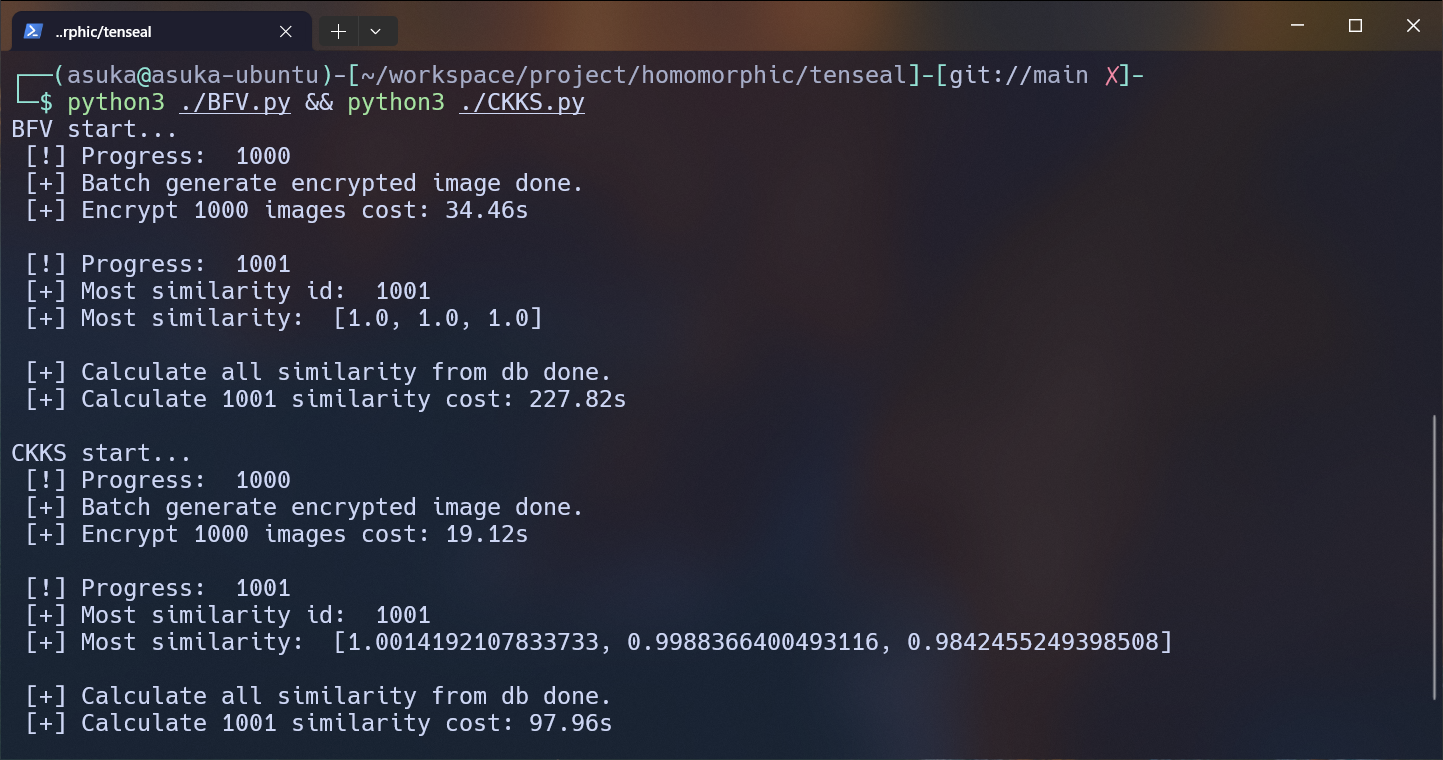 ..rphic/tenseal
┌──(asuka@asuka-ubuntu)-[~/workspace/project/homomorphic/tenseal]-[git://main ✗]-
└─$ python3 ./BFV.py && python3 ./CKKS.py
BFV start...
[!] Progress:  1000
[+] Batch generate encrypted image done.
[+] Encrypt 1000 images cost: 34.46s
[!] Progress:  1001
[+] Most similarity id:  1001
[+] Most similarity:  [1.0, 1.0, 1.0]
[+] Calculate all similarity from db done.
[+] Calculate 1001 similarity cost: 227.82s
CKKS start...
[!] Progress:  1000
[+] Batch generate encrypted image done.
[+] Encrypt 1000 images cost: 19.12s
[!] Progress:  1001
[+] Most similarity id:  1001
[+] Most similarity:  [1.0014192107833733, 0.9988366400493116, 0.9842455249398508]
[+] Calculate all similarity from db done.
[+] Calculate 1001 similarity cost: 97.96s